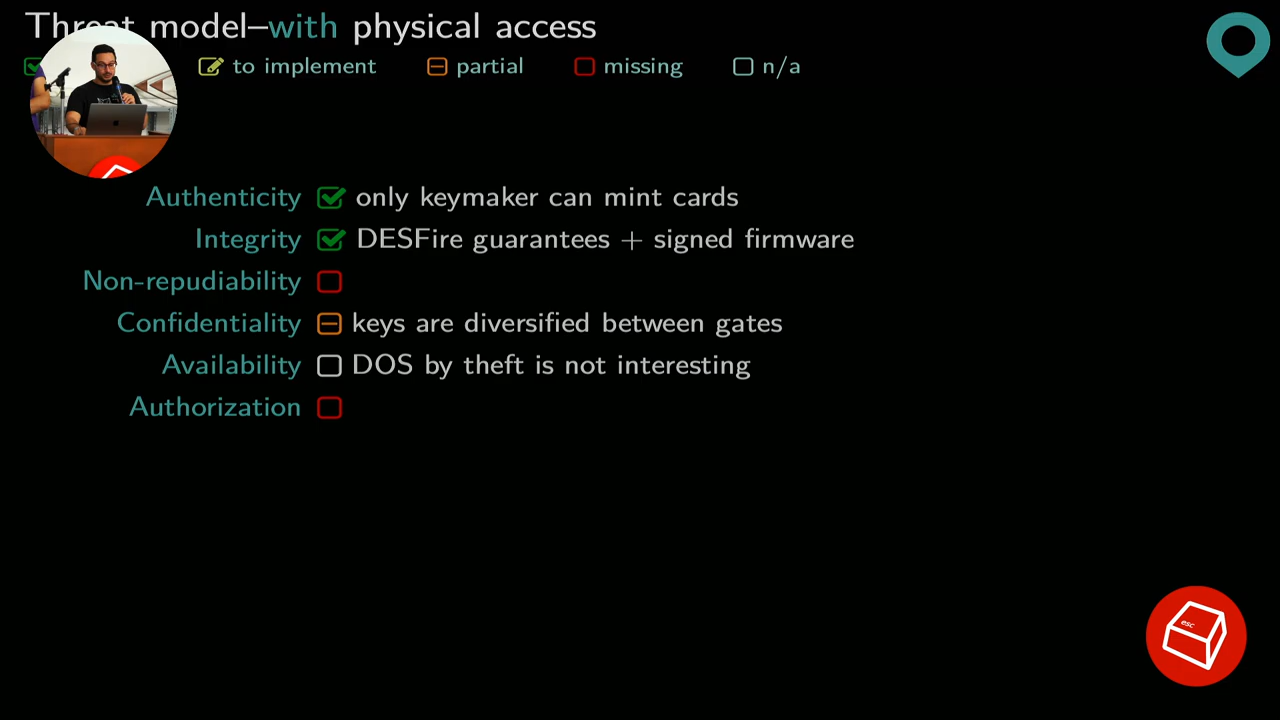 Threat model–with physical access
to implement partial missing n/a
Authenticity only keymaker can mint cards
Integrity DESFire guarantees + signed firmware
Non-repudiability
Confidentiality keys are diversified between gates
Availability DOS by theft is not interesting
Authorization
esc